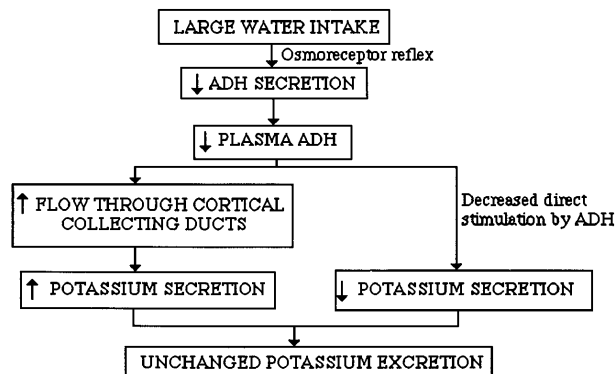 LARGE WATER INTAKE
Osmoreceptor reflex
↓ ADH SECRETION
↓ PLASMA ADH
↑ FLOW THROUGH CORTICAL
COLLECTING DUCTS
Decreased direct
stimulation by ADH
↑ POTASSIUM SECRETION
↓ POTASSIUM SECRETION
UNCHANGED POTASSIUM EXCRETION